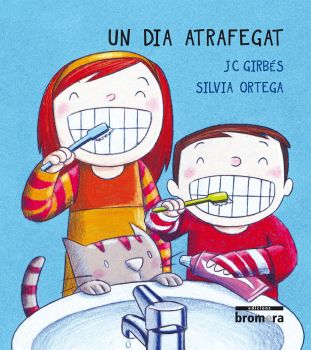 UN DIA ATRAFEGAT
J C GIRBÉS
SILVIA ORTEGA
edicions
bromera